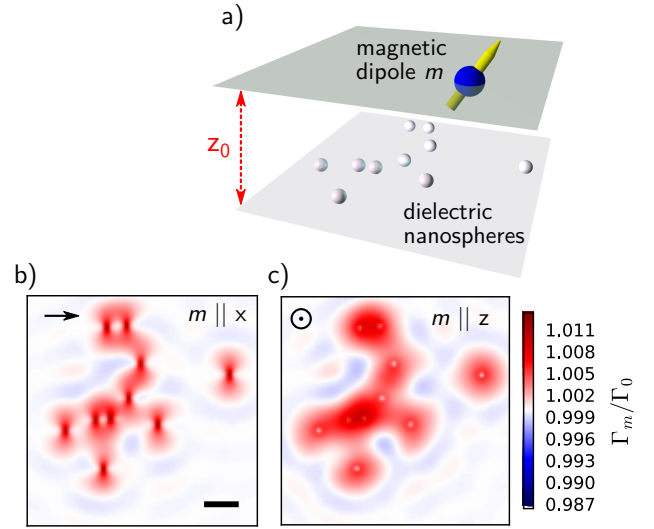 a)
magnetic
dipole m
z₀
dielectric
nanospheres
b)
m || x
c)
m || z
1.011
1.008
1.005
1.002
0.999
0.996
0.993
0.990
0.987
Γₘ/Γ₀